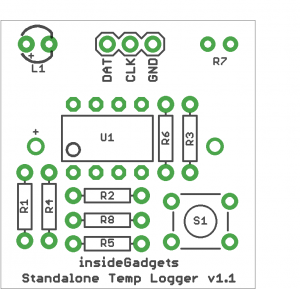 +
L1
DAT
CLK
GND
R7
+
U1
R6
R3
R1
R4
R2
R8
R5
S1
insideGadgets
Standalone Temp Logger v1.1